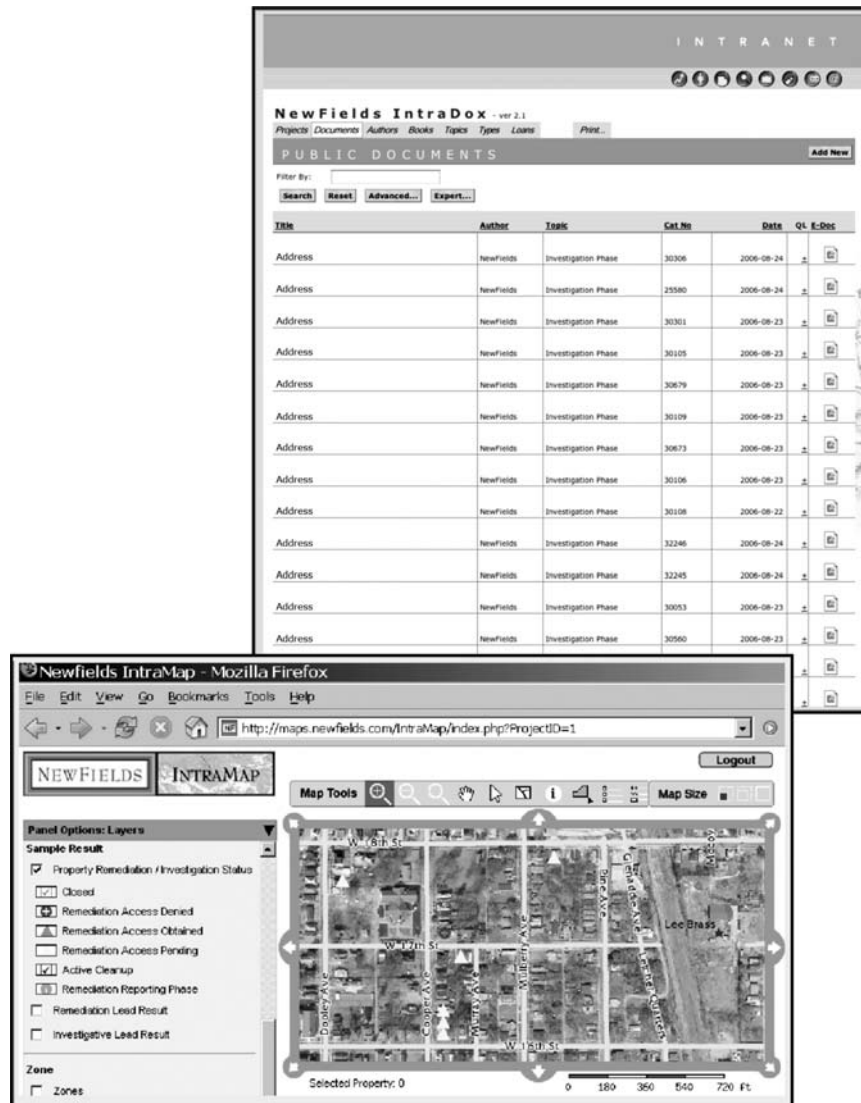 INTRANET
NewFields IntraDox - ver 2.1
Projects Documents Authors Books Topics Types Loans Print...
PUBLIC DOCUMENTS Add New
Filter By:
Search Reset Advanced... Expert...
Title Author Topic Cat No Date QL E-Doc
Address NewFields Investigation Phase 30306 2006-08-24 +
Address NewFields Investigation Phase 25580 2006-08-24 +
Address NewFields Investigation Phase 30301 2006-08-23 +
Address NewFields Investigation Phase 30105 2006-08-23 +
Address NewFields Investigation Phase 30679 2006-08-23 +
Address NewFields Investigation Phase 30109 2006-08-23 +
Address NewFields Investigation Phase 30673 2006-08-23 +
Address NewFields Investigation Phase 30106 2006-08-23 +
Address NewFields Investigation Phase 30108 2006-08-22 +
Address NewFields Investigation Phase 32246 2006-08-24 +
Address NewFields Investigation Phase 32245 2006-08-24 +
Address NewFields Investigation Phase 30053 2006-08-23 +
Address NewFields Investigation Phase 30560 2006-08-23 +
Newfields IntraMap - Mozilla Firefox
File Edit View Go Bookmarks Tools Help
http://maps.newfields.com/IntraMap/index.php?ProjectID=1
NEWFIELDS INTRAMAP
Logout
Map Tools Map Size
Panel Options: Layers
Sample Result
Property Remediation / Investigation Status
Closed
Remediation Access Denied
Remediation Access Obtained
Remediation Access Pending
Active Cleanup
Remediation Reporting Phase
Remediation Lead Result
Investigative Lead Result
Zone
Zones
W 18th St
W 17th St
W 16th St
Dooley Ave
Cooper Ave
Murray Ave
Mulberry Ave
Pine Ave
Glenaddie Ave
Mccoy
Lee Brass
Selected Property: 0
0 180 360 540 720 ft